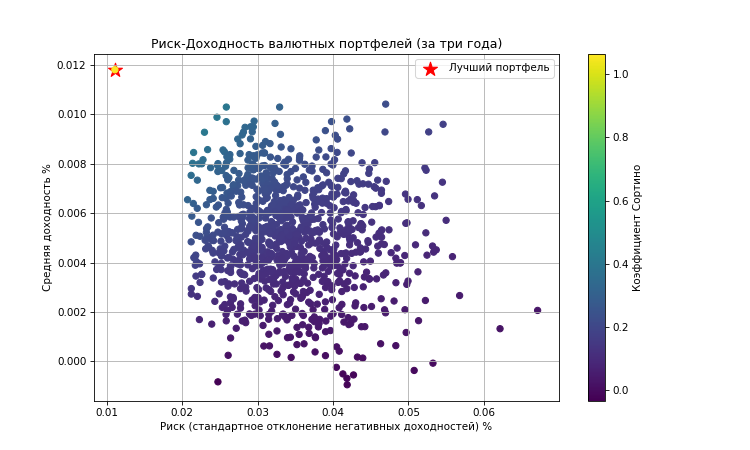 Риск-Доходность валютных портфелей (за три года)
Лучший портфель
Средняя доходность %
0.012
0.010
0.008
0.006
0.004
0.002
0.000
0.01 0.02 0.03 0.04 0.05 0.06
Риск (стандартное отклонение негативных доходностей) %
1.0
0.8
0.6
0.4
0.2
0.0
Коэффициент Сортино